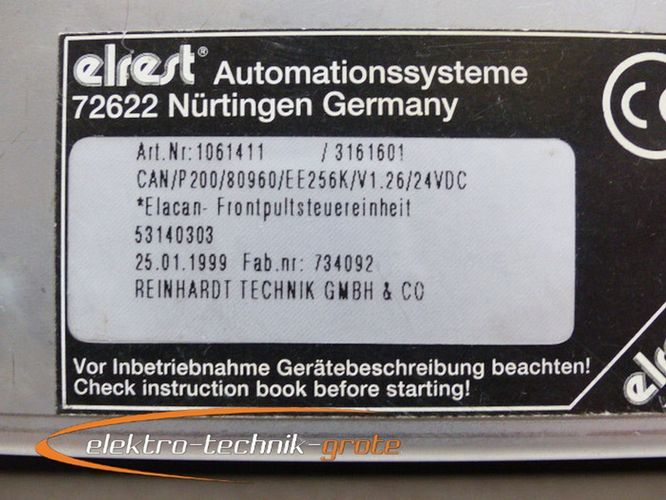 elrest® Automationssysteme
72622 Nürtingen Germany
Art.Nr:1061411 /3161601
CAN/P200/80960/EE256K/V1.26/24VDC
*Elacan- Frontpultsteuereinheit
53140303
25.01.1999 Fab.nr: 734092
REINHARDT TECHNIK GMBH & CO
Vor Inbetriebnahme Gerätebeschreibung beachten!
Check instruction book before starting!
elektro-technik-grote